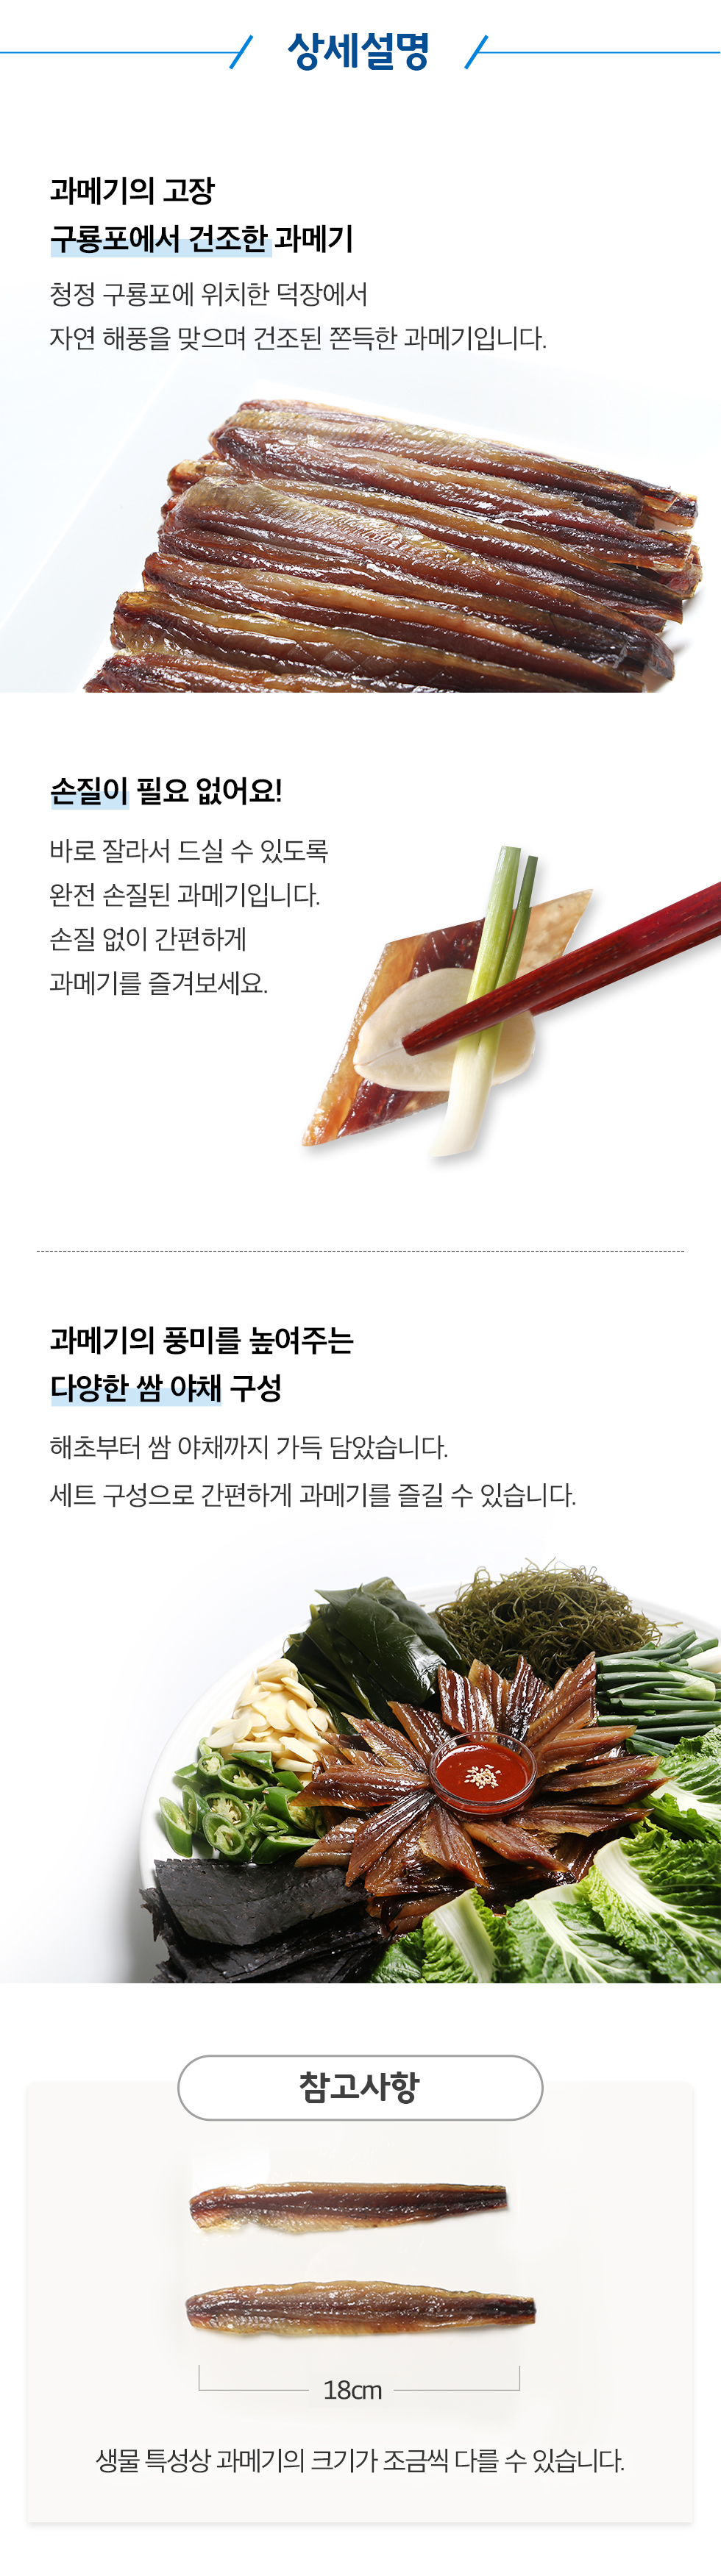 상세설명
과메기의 고장
구룡포에서 건조한 과메기
청정 구룡포에 위치한 덕장에서
자연 해풍을 맞으며 건조된 쫀득한 과메기입니다.
손질이 필요 없어요!
바로 잘라서 드실 수 있도록
완전 손질된 과메기입니다.
손질 없이 간편하게
과메기를 즐겨보세요.
과메기의 풍미를 높여주는
다양한 쌈 야채 구성
해초부터 쌈 야채까지 가득 담았습니다.
세트 구성으로 간편하게 과메기를 즐길 수 있습니다.
참고사항
18cm
생물 특성상 과메기의 크기가 조금씩 다를 수 있습니다.